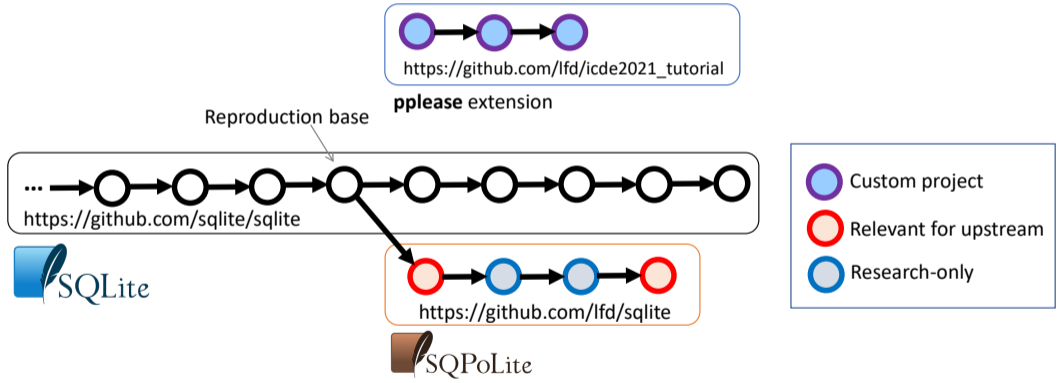 https://github.com/lfd/icde2021_tutorial
pplease extension
Reproduction base
...
https://github.com/sqlite/sqlite
SQLite
https://github.com/lfd/sqlite
SQPoLite
Custom project
Relevant for upstream
Research-only